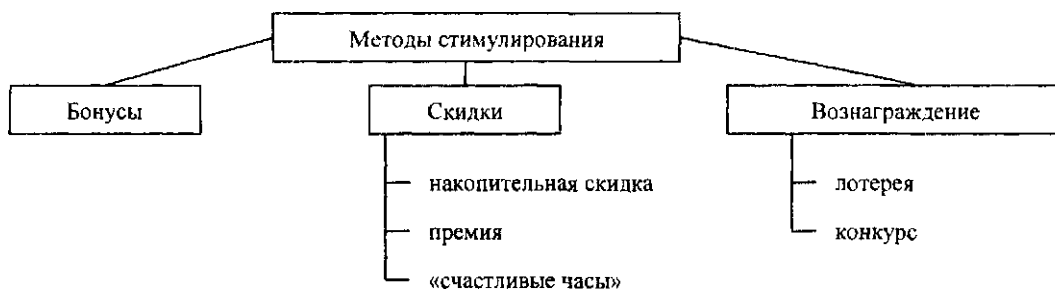 Методы стимулирования
Бонусы
Скидки
Вознаграждение
накопительная скидка
премия
«счастливые часы»
лотерея
конкурс